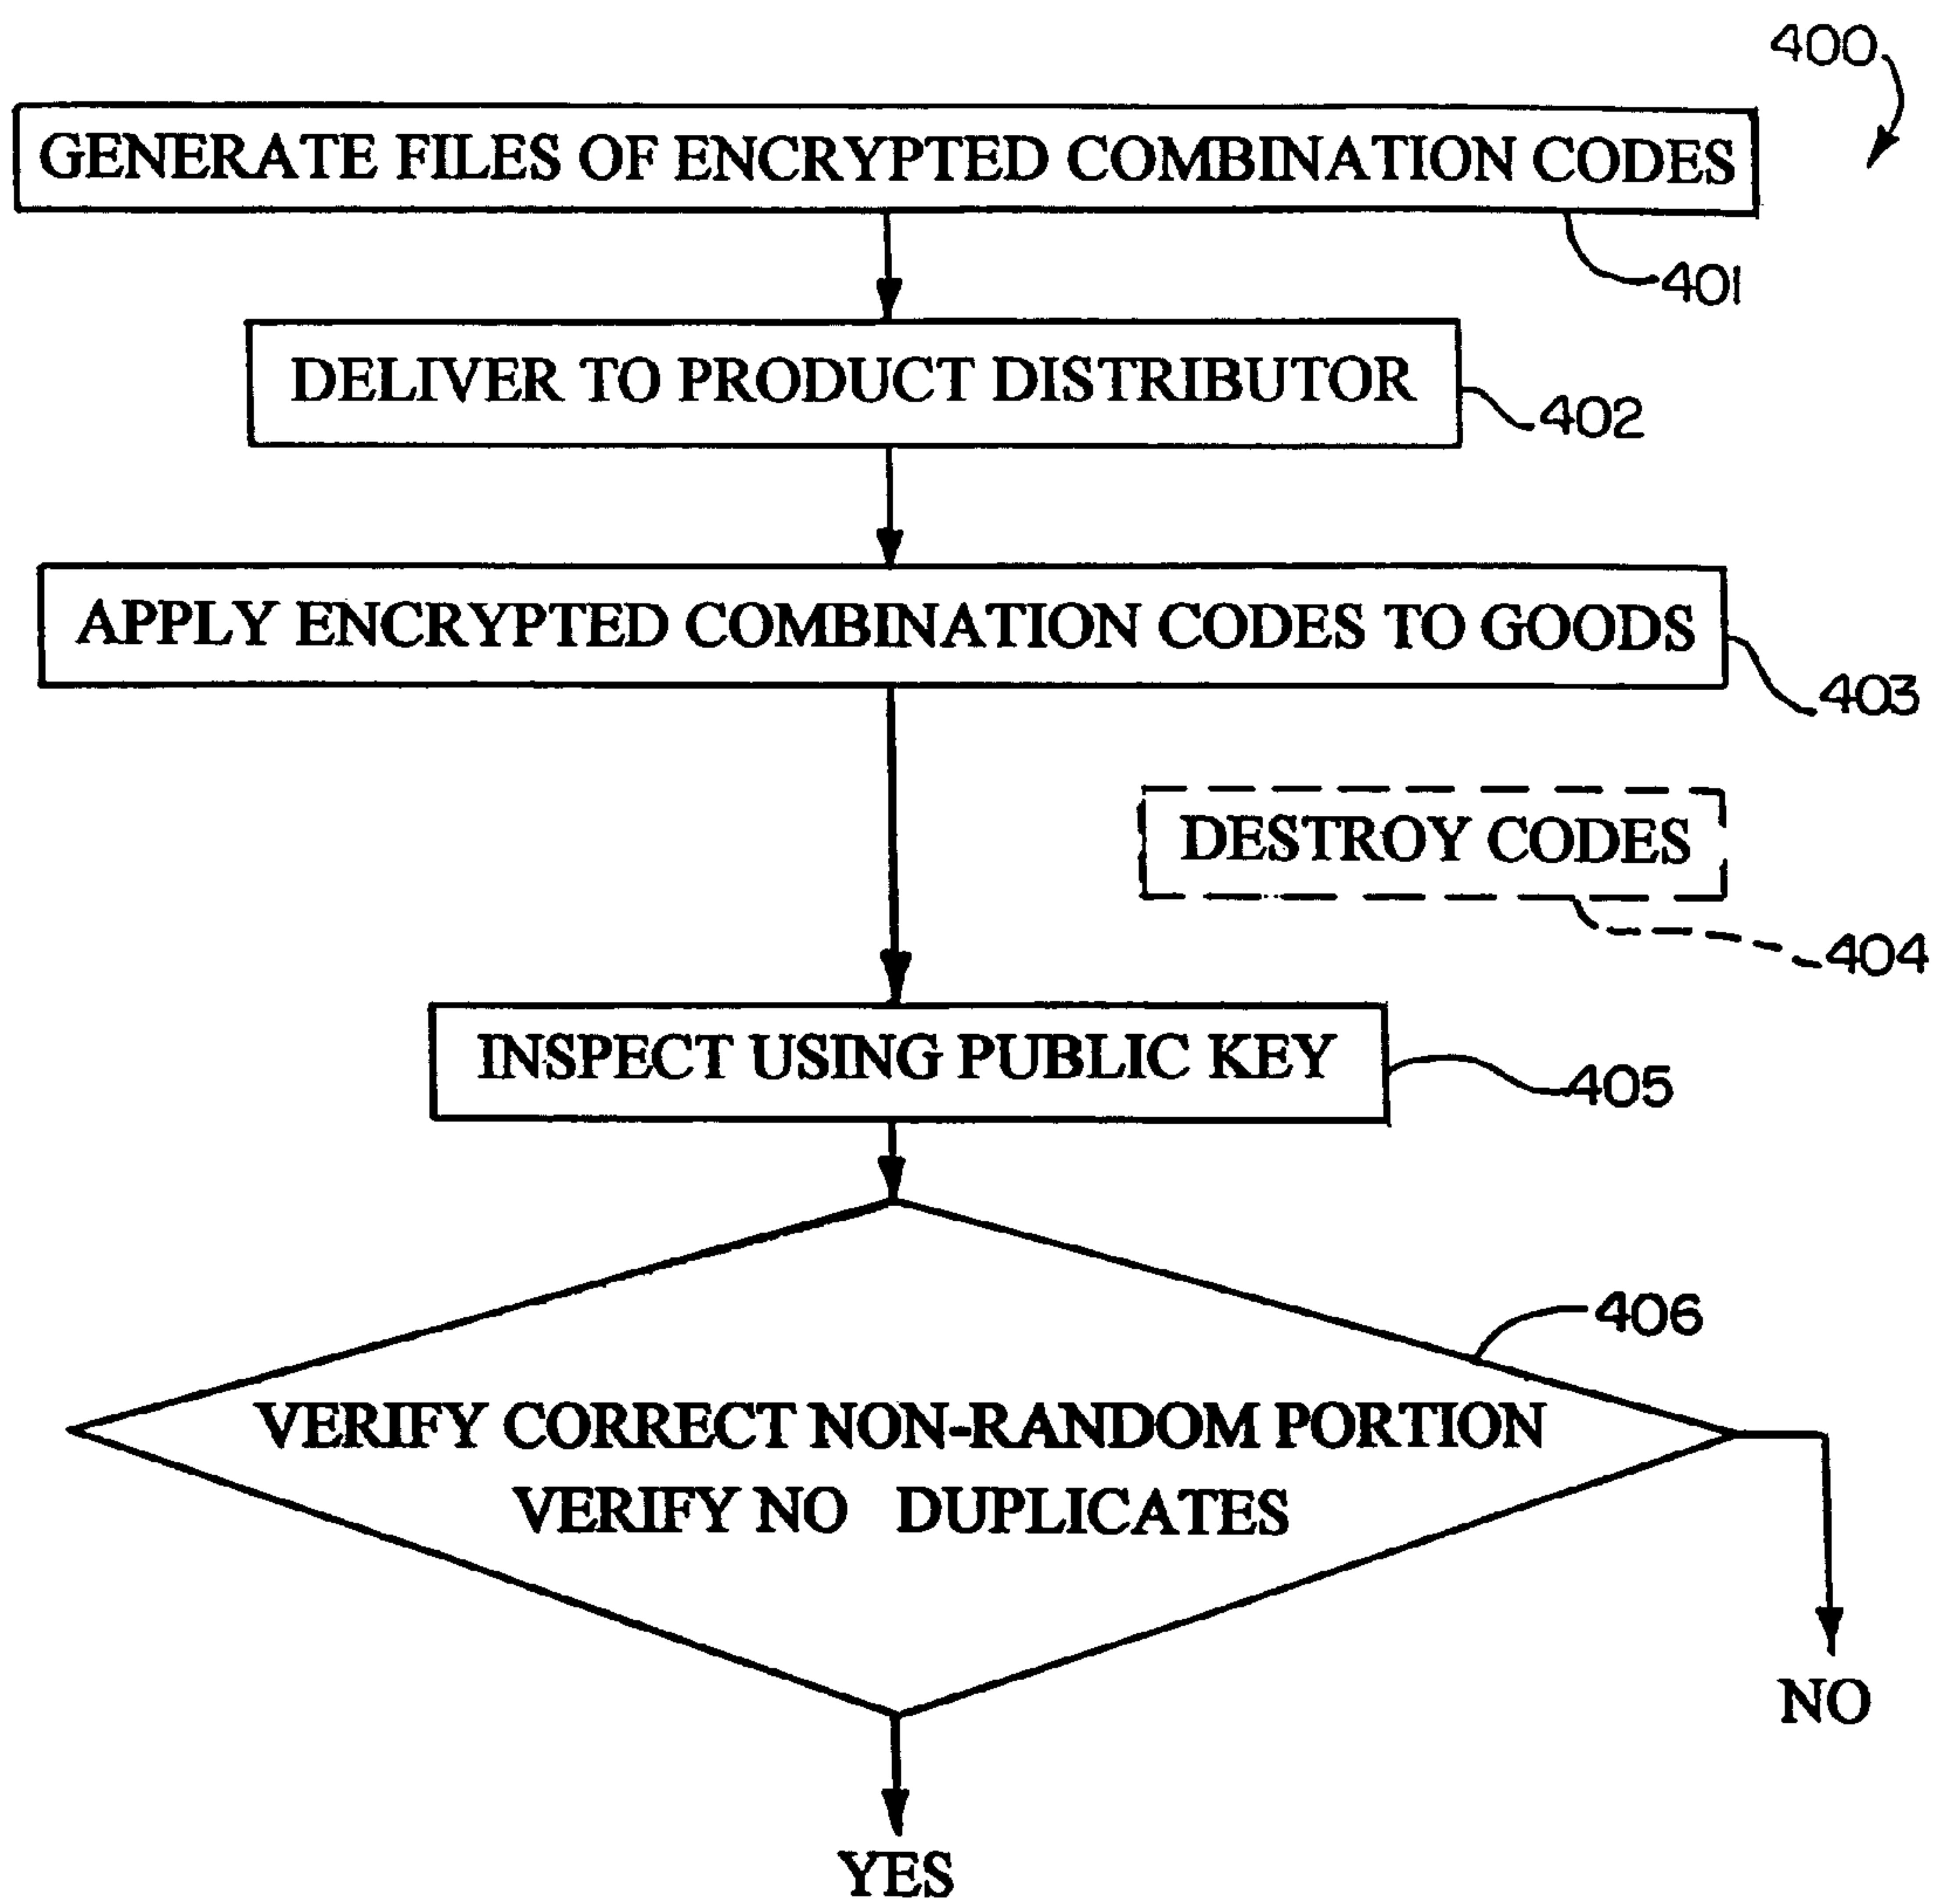 400
GENERATE FILES OF ENCRYPTED COMBINATION CODES
401
DELIVER TO PRODUCT DISTRIBUTOR
402
APPLY ENCRYPTED COMBINATION CODES TO GOODS
403
DESTROY CODES
404
INSPECT USING PUBLIC KEY
405
406
VERIFY CORRECT NON-RANDOM PORTION
VERIFY NO DUPLICATES
NO
YES